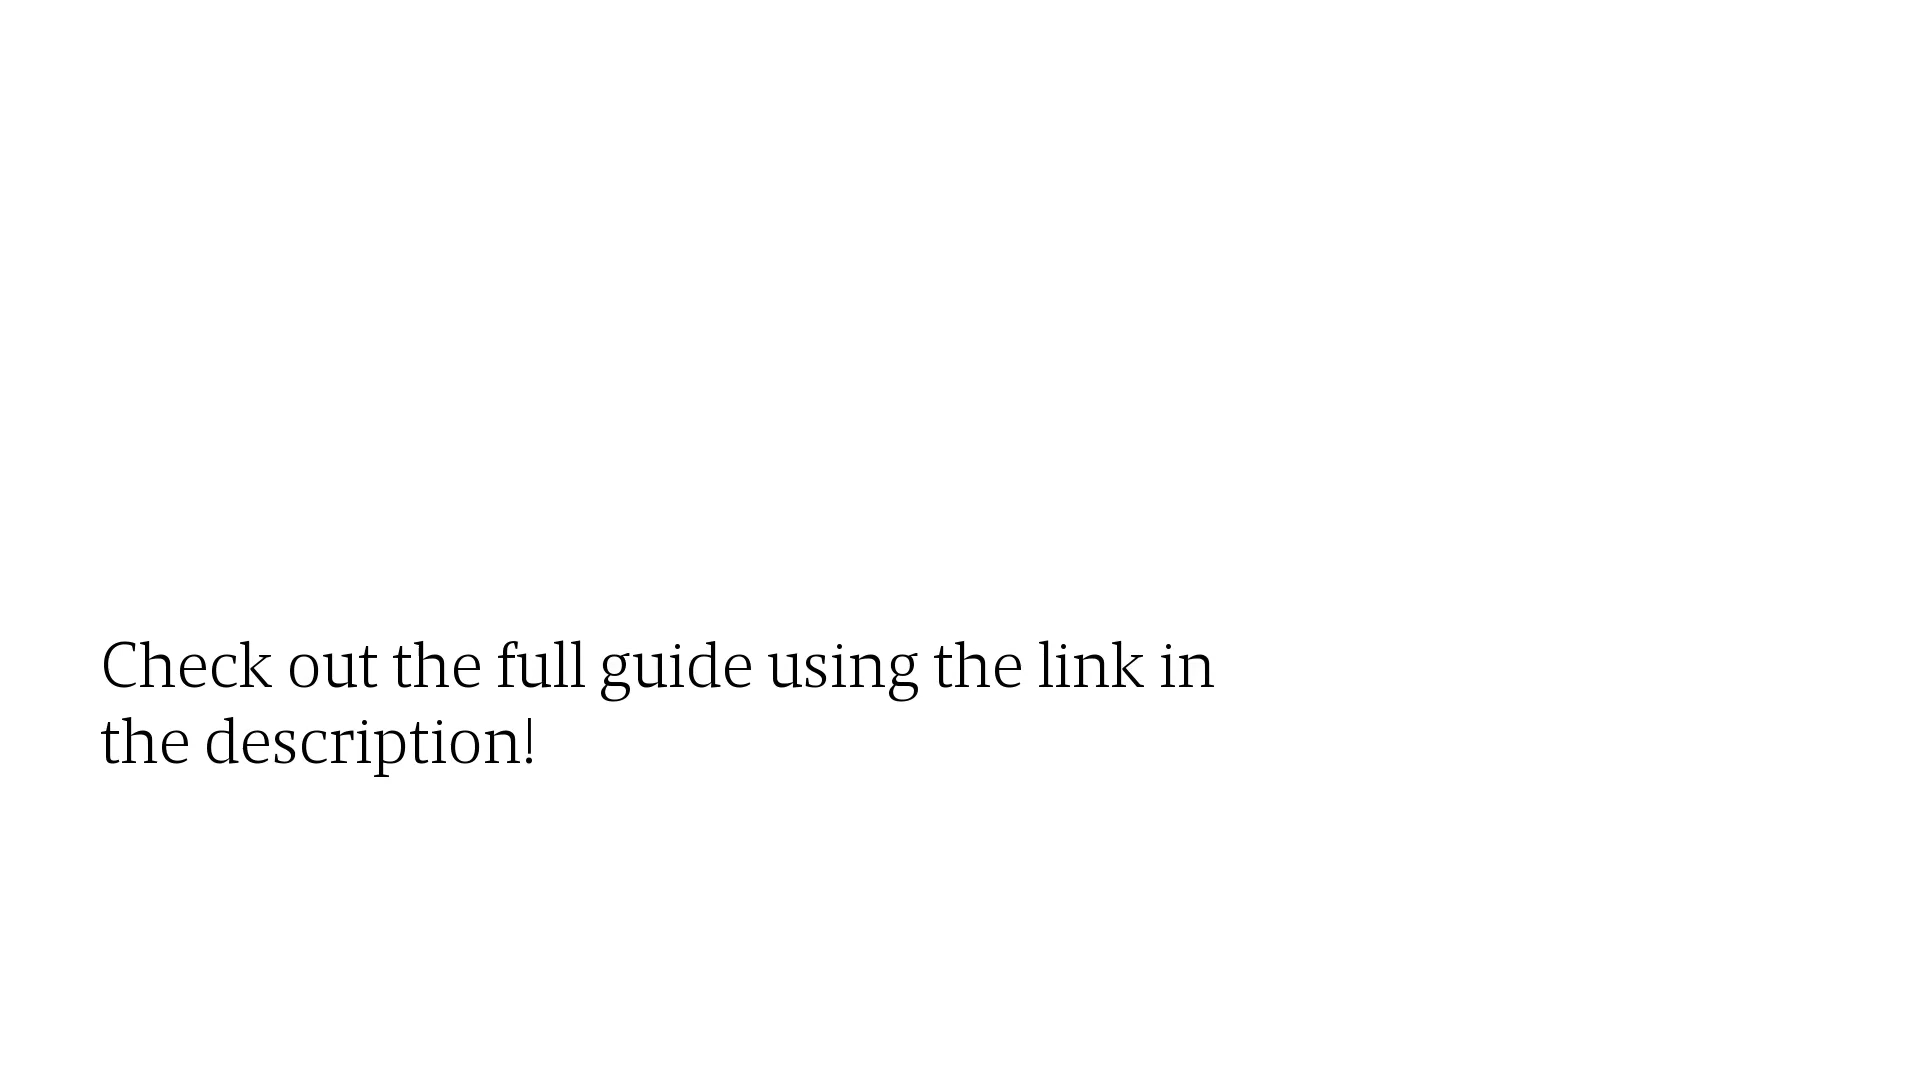 Check out the full guide using the link in
the description!